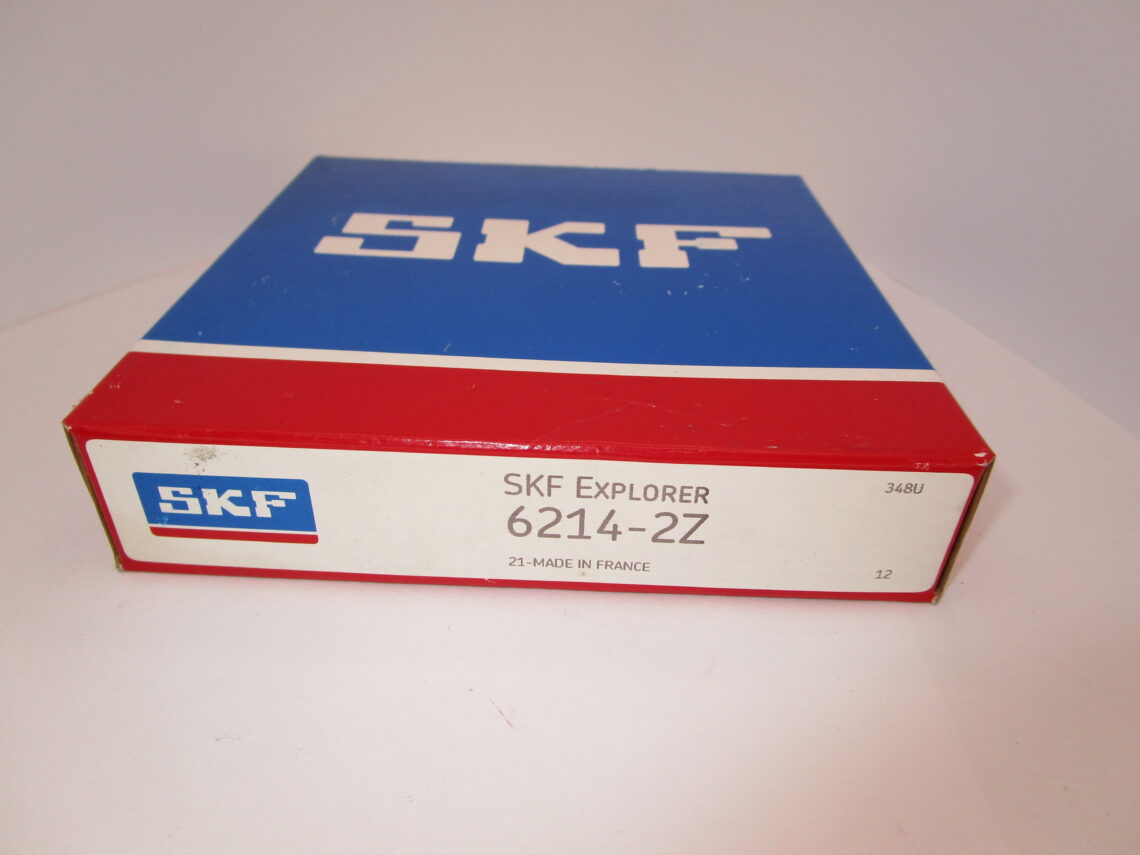 SKF
SKF
SKF EXPLORER
348U
6214-2Z
21-MADE IN FRANCE
12